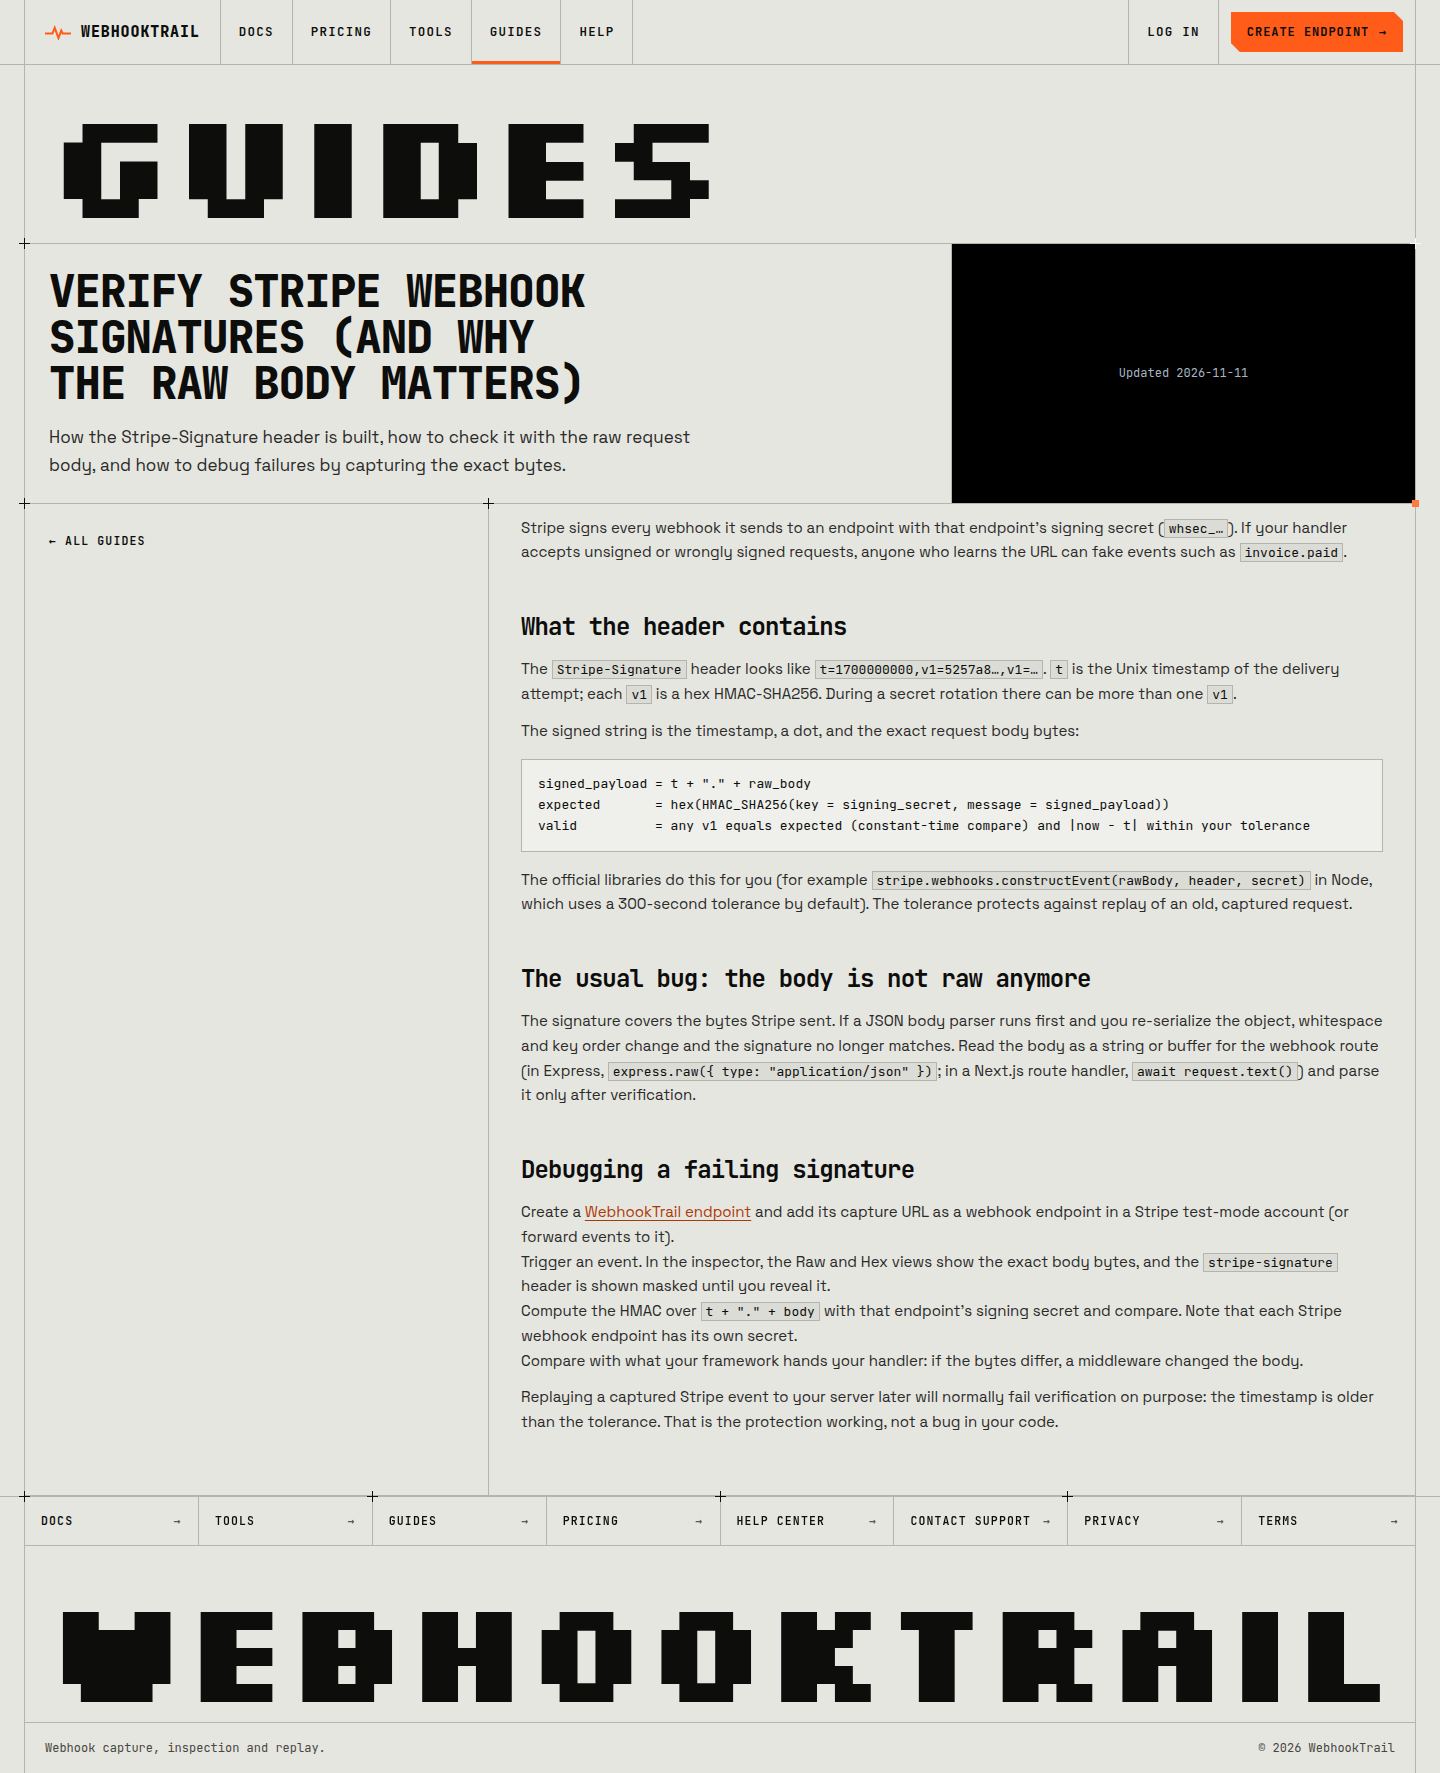 WEBHOOKTRAIL
DOCS
PRICING
TOOLS
GUIDES
HELP
LOG IN
CREATE ENDPOINT →
GUIDES
VERIFY STRIPE WEBHOOK
SIGNATURES (AND WHY
THE RAW BODY MATTERS)
How the Stripe-Signature header is built, how to check it with the raw request
body, and how to debug failures by capturing the exact bytes.
Updated 2026-11-11
← ALL GUIDES
Stripe signs every webhook it sends to an endpoint with that endpoint’s signing secret (whsec_…). If your handler
accepts unsigned or wrongly signed requests, anyone who learns the URL can fake events such as invoice.paid.
What the header contains
The Stripe-Signature header looks like t=1700000000,v1=5257a8…,v1=…. t is the Unix timestamp of the delivery
attempt; each v1 is a hex HMAC-SHA256. During a secret rotation there can be more than one v1.
The signed string is the timestamp, a dot, and the exact request body bytes:
signed_payload = t + "." + raw_body
expected       = hex(HMAC_SHA256(key = signing_secret, message = signed_payload))
valid          = any v1 equals expected (constant-time compare) and |now - t| within your tolerance
The official libraries do this for you (for example stripe.webhooks.constructEvent(rawBody, header, secret) in Node,
which uses a 300-second tolerance by default). The tolerance protects against replay of an old, captured request.
The usual bug: the body is not raw anymore
The signature covers the bytes Stripe sent. If a JSON body parser runs first and you re-serialize the object, whitespace
and key order change and the signature no longer matches. Read the body as a string or buffer for the webhook route
(in Express, express.raw({ type: "application/json" }); in a Next.js route handler, await request.text()) and parse
it only after verification.
Debugging a failing signature
Create a WebhookTrail endpoint and add its capture URL as a webhook endpoint in a Stripe test-mode account (or
forward events to it).
Trigger an event. In the inspector, the Raw and Hex views show the exact body bytes, and the stripe-signature
header is shown masked until you reveal it.
Compute the HMAC over t + "." + body with that endpoint’s signing secret and compare. Note that each Stripe
webhook endpoint has its own secret.
Compare with what your framework hands your handler: if the bytes differ, a middleware changed the body.
Replaying a captured Stripe event to your server later will normally fail verification on purpose: the timestamp is older
than the tolerance. That is the protection working, not a bug in your code.
DOCS →
TOOLS →
GUIDES →
PRICING →
HELP CENTER →
CONTACT SUPPORT →
PRIVACY →
TERMS →
WEBHOOKTRAIL
Webhook capture, inspection and replay.
© 2026 WebhookTrail